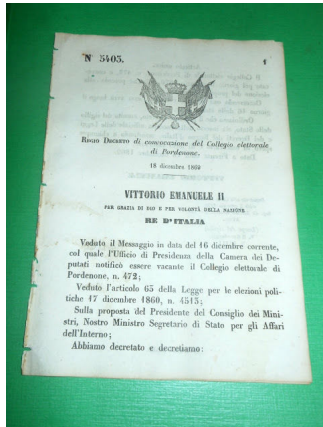 N° 5403.
1
REGIO DECRETO di convocazione del Collegio elettorale
di Pordenone.
18 dicembre 1869
VITTORIO EMANUELE II
PER GRAZIA DI DIO E PER VOLONTÀ DELLA NAZIONE
RE D'ITALIA
Veduto il Messaggio in data del 16 dicembre corrente,
col quale l'Ufficio di Presidenza della Camera dei De-
putati notificò essere vacante il Collegio elettorale di
Pordenone, n. 472;
Veduto l'articolo 63 della Legge per le elezioni poli-
tiche 17 dicembre 1860, n. 4513;
Sulla proposta del Presidente del Consiglio dei Mini-
stri, Nostro Ministro Segretario di Stato per gli Affari
dell'Interno;
Abbiamo decretato e decretiamo: